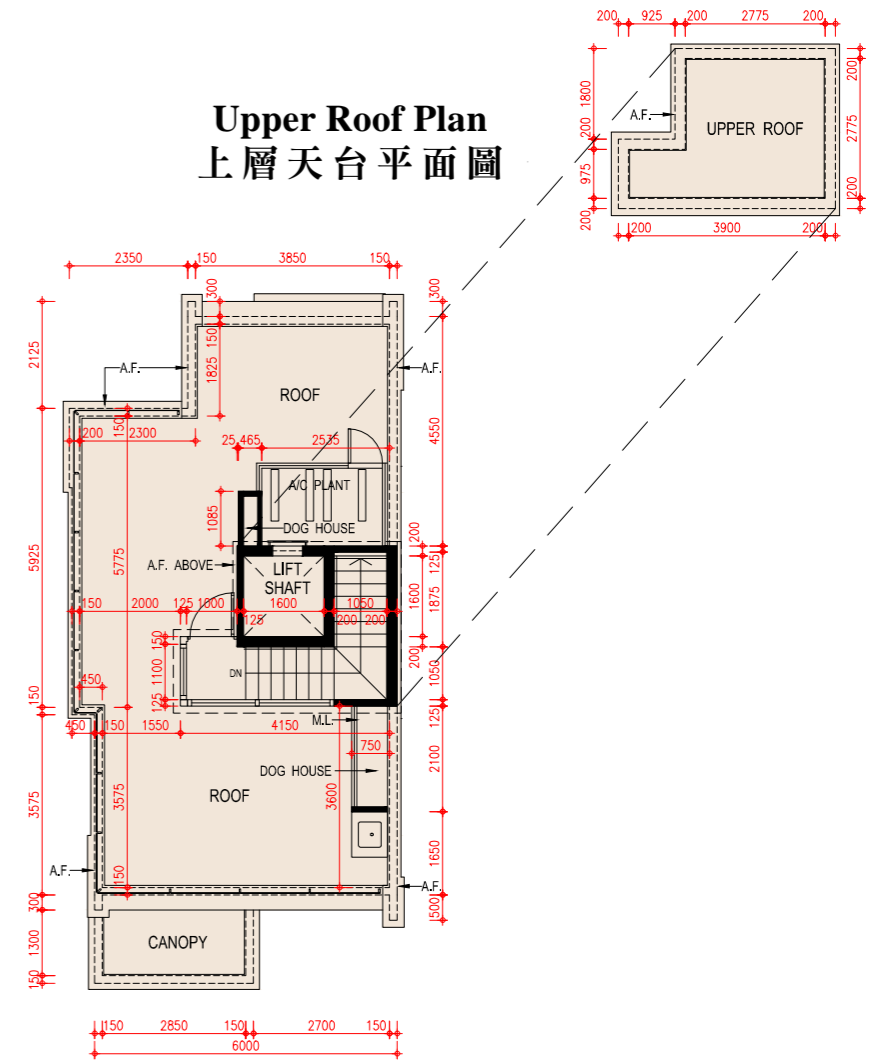 200 925 200 2775 200
Upper Roof Plan
上層天台平面圖
1800
200
975
200
A.F.
UPPER ROOF
200
2775
200
200 3900 200
2350 150 3850 150
300
300
2125
150
1825
A.F.
A.F.
ROOF
4550
200 2300
150
25 465 2535
A/C PLANT
1085
DOG HOUSE
200
5925
5775
A.F. ABOVE
LIFT
SHAFT
125
1600
1875
150 2000 125 1000 1600 1050
125
200 200
150
1100
125
DN
200
1050
450
150
450 150 1550 4150
M.L.
125
750
2100
DOG HOUSE
ROOF
3575
3575
3600
1650
A.F.
150
A.F.
300
500
1300
CANOPY
150
150 2850 150 2700 150
6000